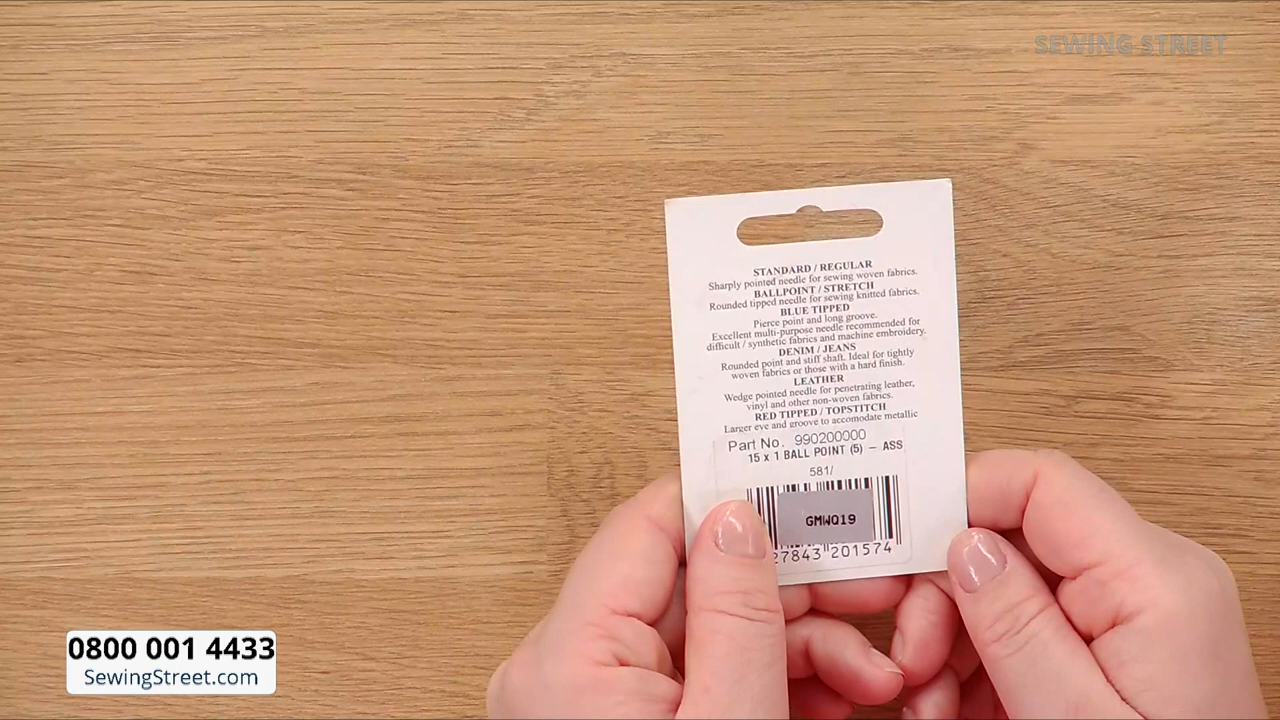 SEWING STREET
STANDARD / REGULAR
Sharply pointed needle for sewing woven fabrics.
BALLPOINT / STRETCH
Rounded tipped needle for sewing knitted fabrics.
BLUE TIPPED
Pierce point and long groove.
Excellent multi-purpose needle recommended for
difficult / synthetic fabrics and machine embroidery.
DENIM / JEANS
Rounded point and stiff shaft. Ideal for tightly
woven fabrics or those with a hard finish.
LEATHER
Wedge pointed needle for penetrating leather,
vinyl and other non-woven fabrics.
RED TIPPED / TOPSTITCH
Larger eye and groove to accomodate metallic
Part No. 990200000
15 x 1 BALL POINT (5) – ASS
581/
GMWQ19
27843 201574
0800 001 4433
SewingStreet.com